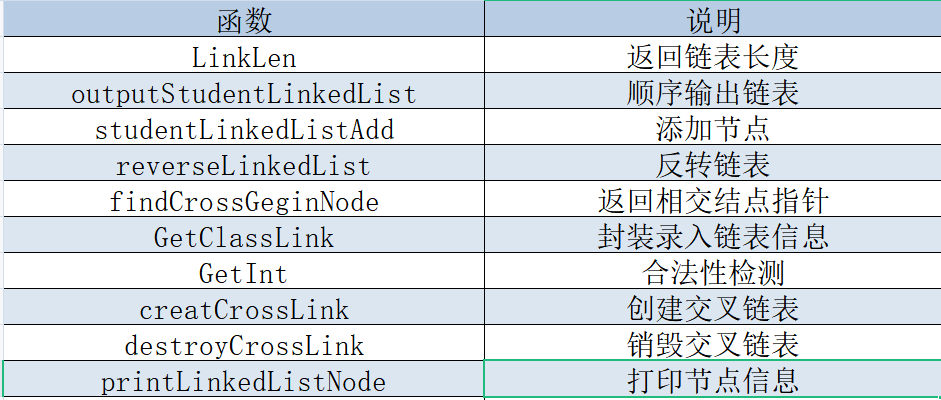 函数 说明
LinkLen 返回链表长度
outputStudentLinkedList 顺序输出链表
studentLinkedListAdd 添加节点
reverseLinkedList 反转链表
findCrossGeginNode 返回相交结点指针
GetClassLink 封装录入链表信息
GetInt 合法性检测
creatCrossLink 创建交叉链表
destroyCrossLink 销毁交叉链表
printLinkedListNode 打印节点信息